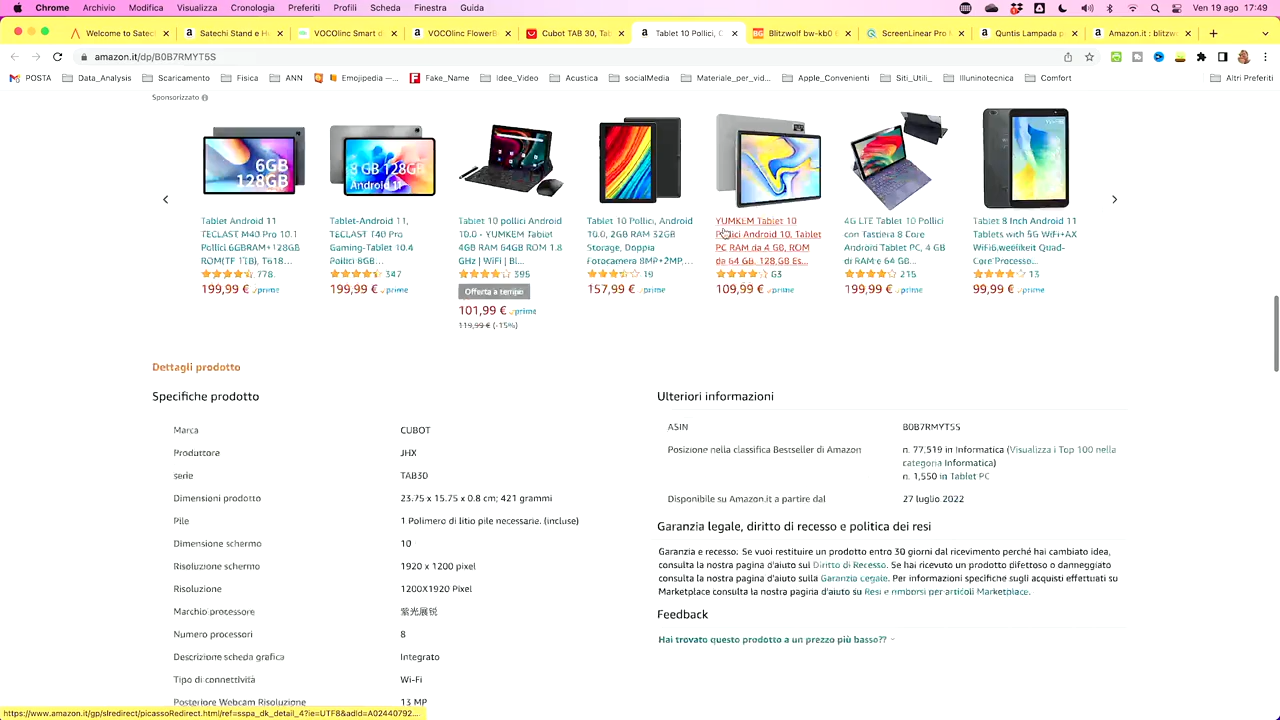 Chrome Archivio Modifica Visualizza Cronologia Preferiti Profili Scheda Finestra Guida Ven 19 ago 17:49
Welcome to Satech Satechi Stand e H VOCOlinc Smart d VOCOlinc FlowerB Cubot TAB 30, Tab Tablet 10 Pollici, C Blitzwolf bw-kb0 ScreenLinear Pro M Quntis Lampada p Amazon.it : blitzwo
amazon.it/dp/B0B7RMYT5S
POSTA Data_Analysis Scaricamento Fisica ANN Emojipedia —... Fake_Name Idee_Video Acustica socialMedia Materiale_per_vid... Apple_Convenienti Siti_Utili_ Illuninotecnica Comfort Altri Preferiti
Sponsorizzato
6GB
128GB
8 GB 128GB
Android 11
Tablet Android 11
TECLAST M40 Pro 10.1
Pollici 6GBRAM+128GB
ROM(TF 1TB), T618...
778
199,99 € prime
Tablet-Android 11,
TECLAST T40 Pro
Gaming-Tablet 10.4
Pollici 8GB...
347
199,99 € prime
Tablet 10 pollici Android
10.0 - YUMKEM Tablet
4GB RAM 64GB ROM 1.8
GHz | WiFi | Bl...
395
Offerta a tempo
101,99 € prime
119,99 € (-15%)
Tablet 10 Pollici, Android
10.0, 2GB RAM 32GB
Storage, Doppia
Fotocamera 8MP+2MP,...
19
157,99 € prime
YUMKEM Tablet 10
Pollici Android 10, Tablet
PC RAM da 4 GB, ROM
da 64 GB, 128 GB Es...
63
109,99 € prime
4G LTE Tablet 10 Pollici
con Tastiera 8 Core
Android Tablet PC, 4 GB
di RAM e 64 GB...
215
199,99 € prime
Tablet 8 Inch Android 11
Tablets with 5G WiFi+AX
WiFi6,weelikeit Quad-
Core Processo...
13
99,99 € prime
Dettagli prodotto
Specifiche prodotto
Marca CUBOT
Produttore JHX
serie TAB30
Dimensioni prodotto 23.75 x 15.75 x 0.8 cm; 421 grammi
Pile 1 Polimero di litio pile necessarie. (incluse)
Dimensione schermo 10
Risoluzione schermo 1920 x 1200 pixel
Risoluzione 1200X1920 Pixel
Marchio processore 紫光展锐
Numero processori 8
Descrizione scheda grafica Integrato
Tipo di connettività Wi-Fi
Posteriore Webcam Risoluzione 13 MP
Ulteriori informazioni
ASIN B0B7RMYT5S
Posizione nella classifica Bestseller di Amazon n. 77,519 in Informatica (Visualizza i Top 100 nella
categoria Informatica)
n. 1,550 in Tablet PC
Disponibile su Amazon.it a partire dal 27 luglio 2022
Garanzia legale, diritto di recesso e politica dei resi
Garanzia e recesso: Se vuoi restituire un prodotto entro 30 giorni dal ricevimento perché hai cambiato idea,
consulta la nostra pagina d'aiuto sul Diritto di Recesso. Se hai ricevuto un prodotto difettoso o danneggiato
consulta la nostra pagina d'aiuto sulla Garanzia Legale. Per informazioni specifiche sugli acquisti effettuati su
Marketplace consulta la nostra pagina d'aiuto su Resi e rimborsi per articoli Marketplace.
Feedback
Hai trovato questo prodotto a un prezzo più basso??
https://www.amazon.it/gp/slredirect/picassoRedirect.html/ref=sspa_dk_detail_4?ie=UTF8&adId=A02440792...